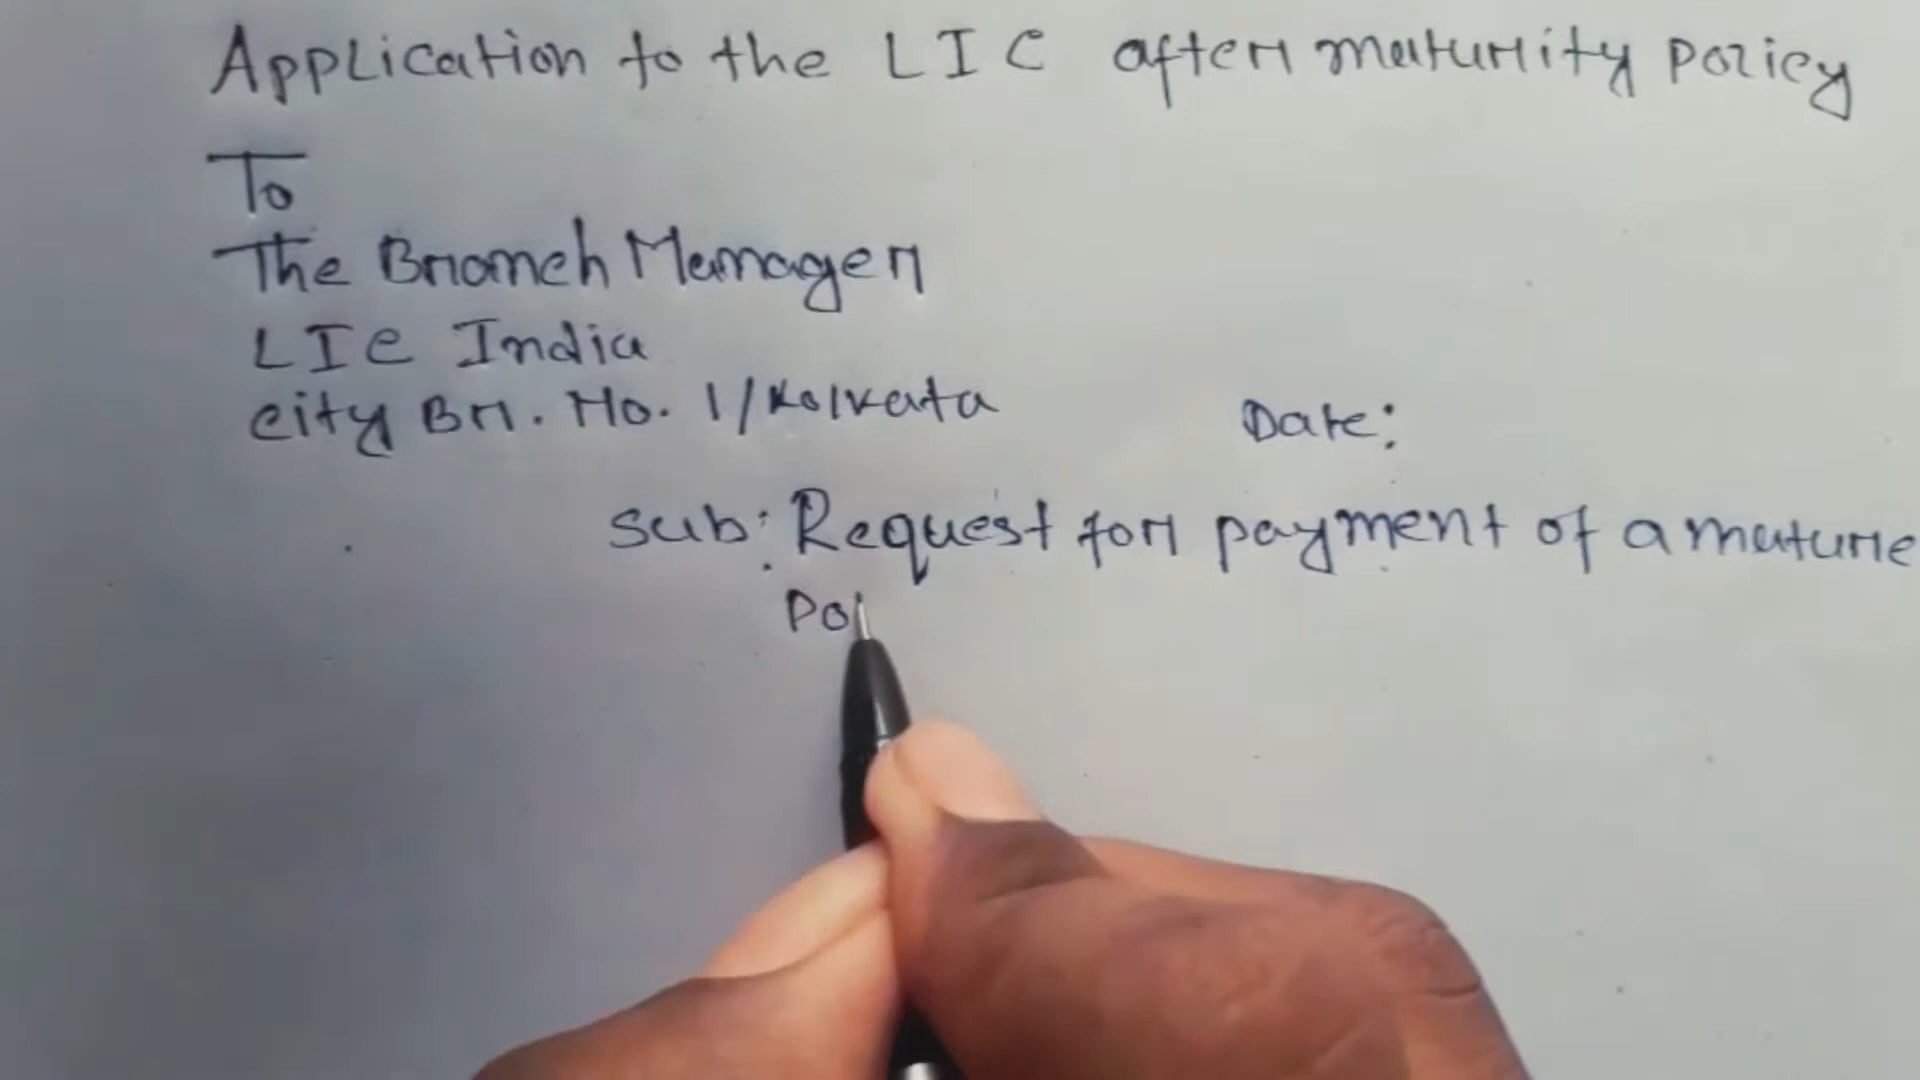 Application to the LIC after maturity policy
To
The Branch Manager
LIC India
city Br. No. 1/Kolkata
Date:
Sub: Request for payment of a mature
Pol